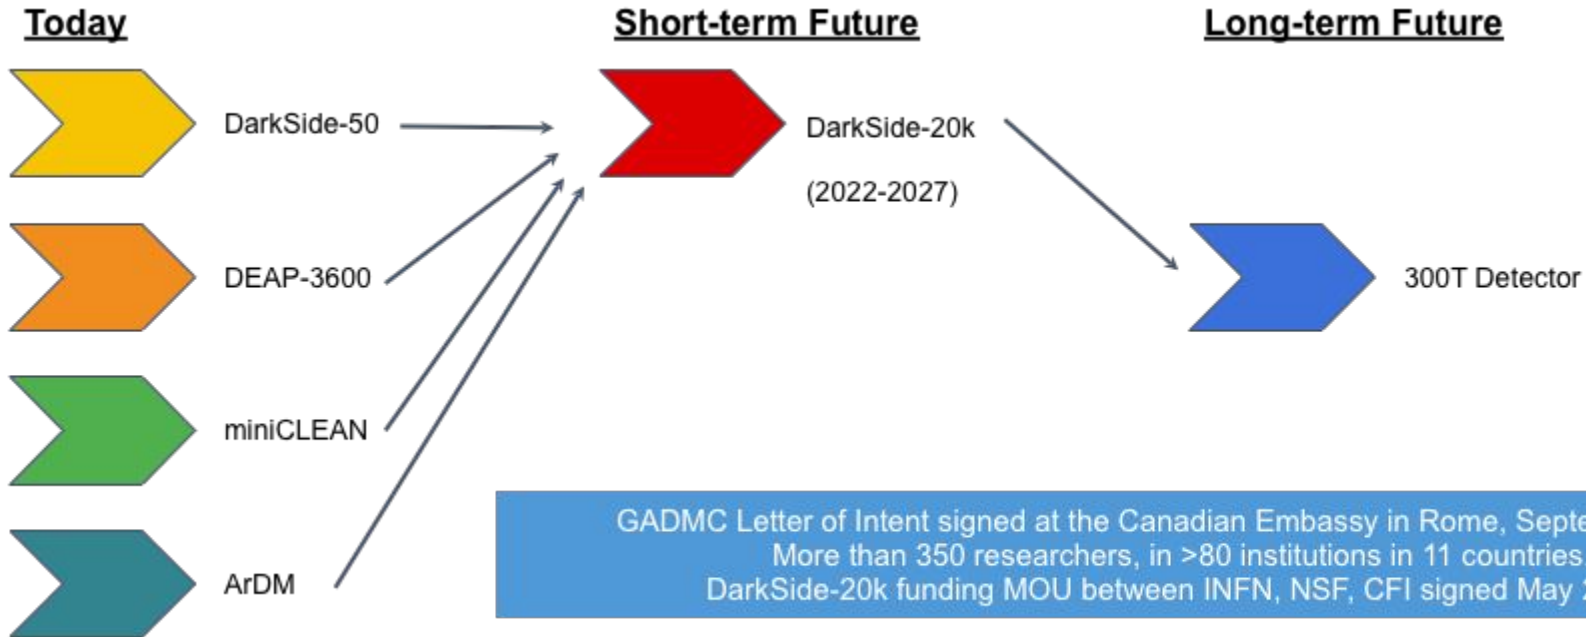 Today
Short-term Future
Long-term Future
DarkSide-50
DarkSide-20k
(2022-2027)
DEAP-3600
300T Detector
miniCLEAN
ArDM
GADMC Letter of Intent signed at the Canadian Embassy in Rome,
More than 350 researchers, in >80 institutions in 11 countries
DarkSide-20k funding MOU between INFN, NSF, CFI signed May